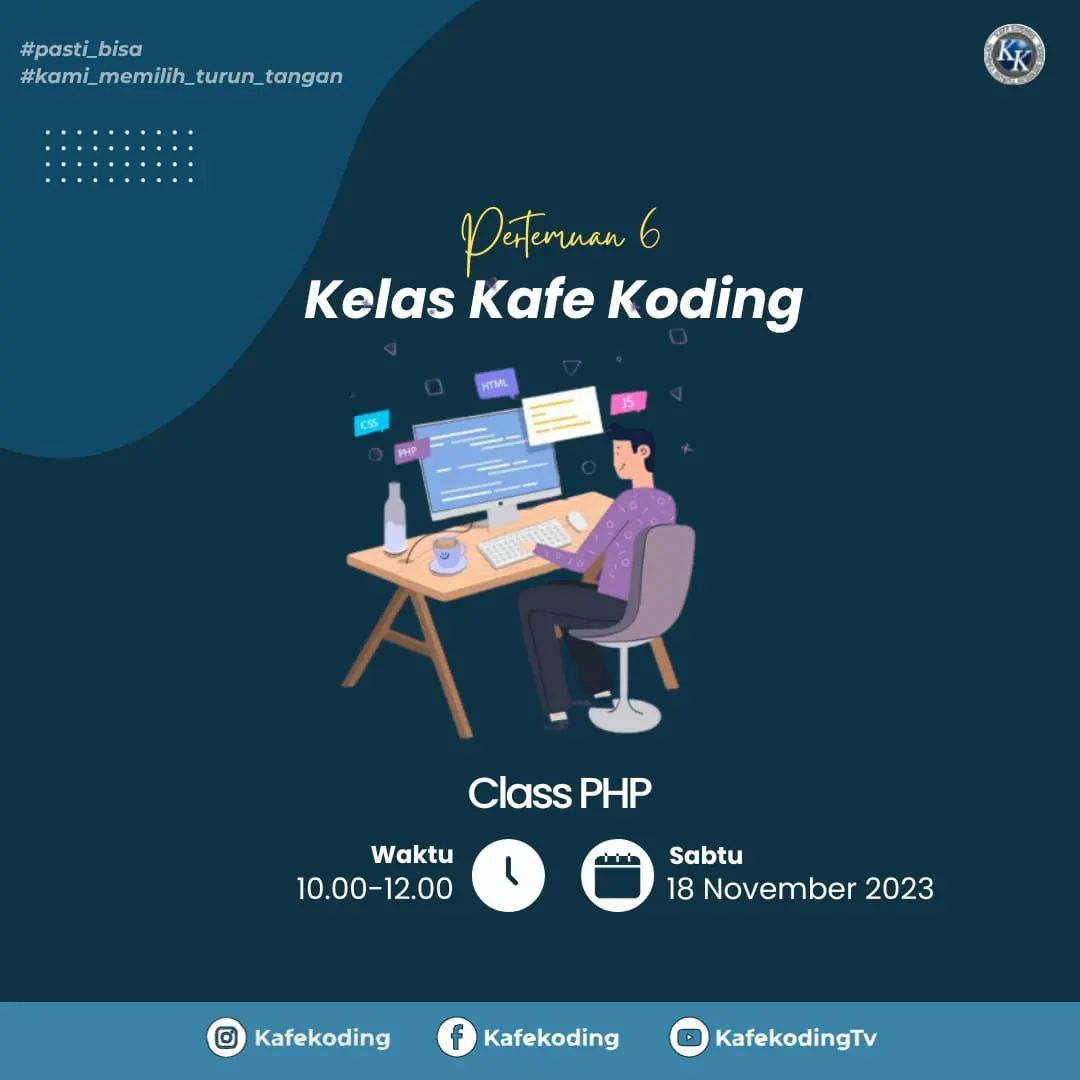 #pasti_bisa
#kami_memilih_turun_tangan
KK
Pertemuan 6
Kelas Kafe Koding
HTML
CSS
JS
PHP
Class PHP
Waktu
10.00-12.00
Sabtu
18 November 2023
Kafekoding
Kafekoding
KafekodingTv